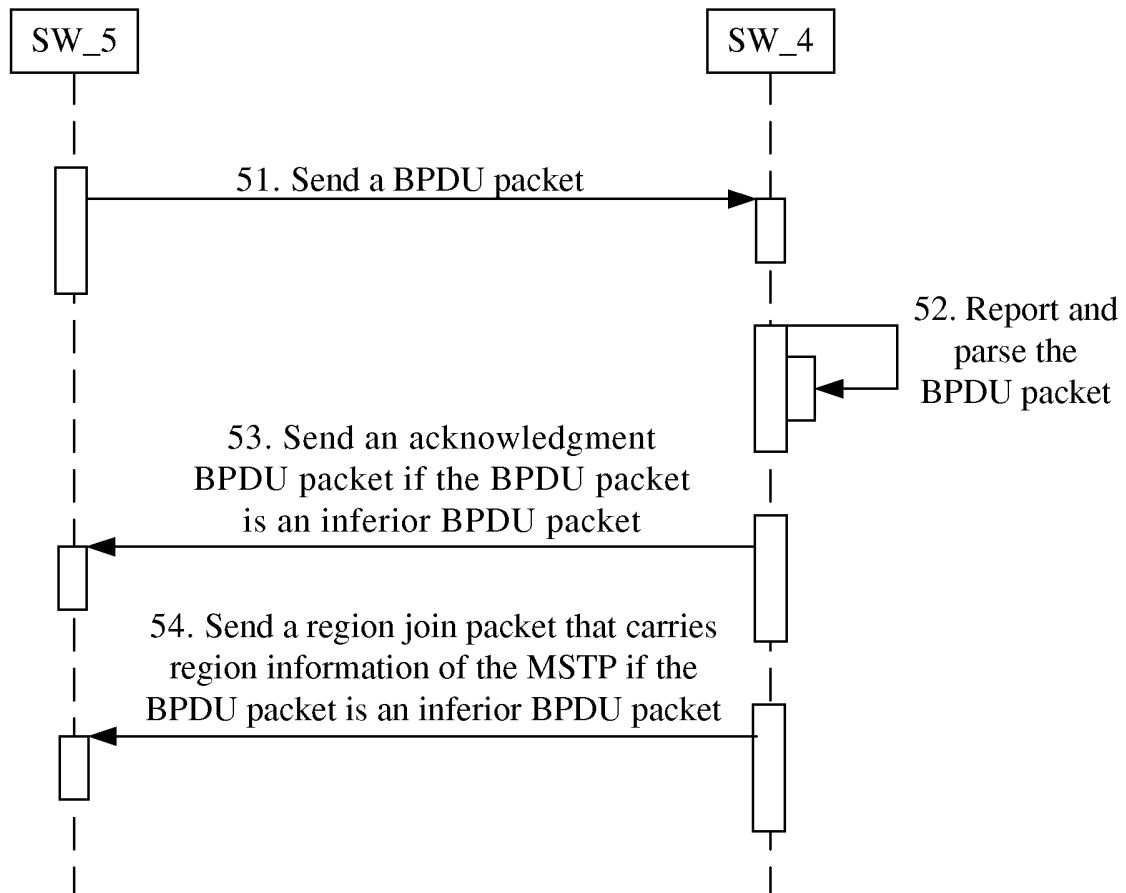 SW_5
SW_4
51. Send a BPDU packet
52. Report and
parse the
BPDU packet
53. Send an acknowledgment
BPDU packet if the BPDU packet
is an inferior BPDU packet
54. Send a region join packet that carries
region information of the MSTP if the
BPDU packet is an inferior BPDU packet